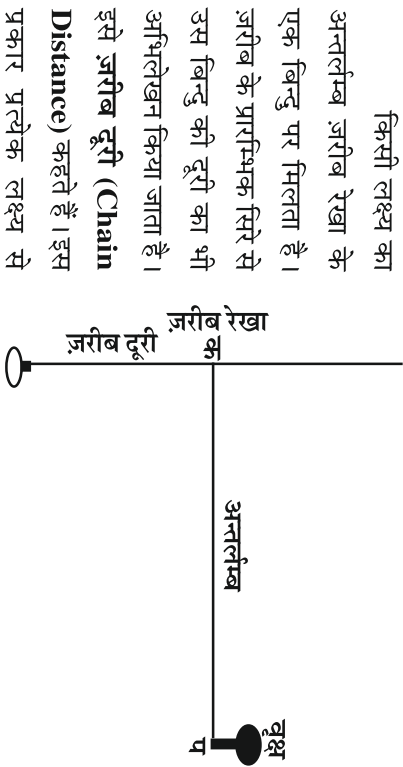 किसी लक्ष्य का
अन्तर्लम्ब ज़रीब रेखा के
एक बिन्दु पर मिलता है।
ज़रीब के प्रारम्भिक सिरे से
उस बिन्दु की दूरी का भी
अभिलेखन किया जाता है।
इसे ज़रीब दूरी (Chain
Distance) कहते हैं। इस
प्रकार प्रत्येक लक्ष्य से
ज़रीब रेखा
क
ज़रीब दूरी
अन्तर्लम्ब
वृक्ष
प